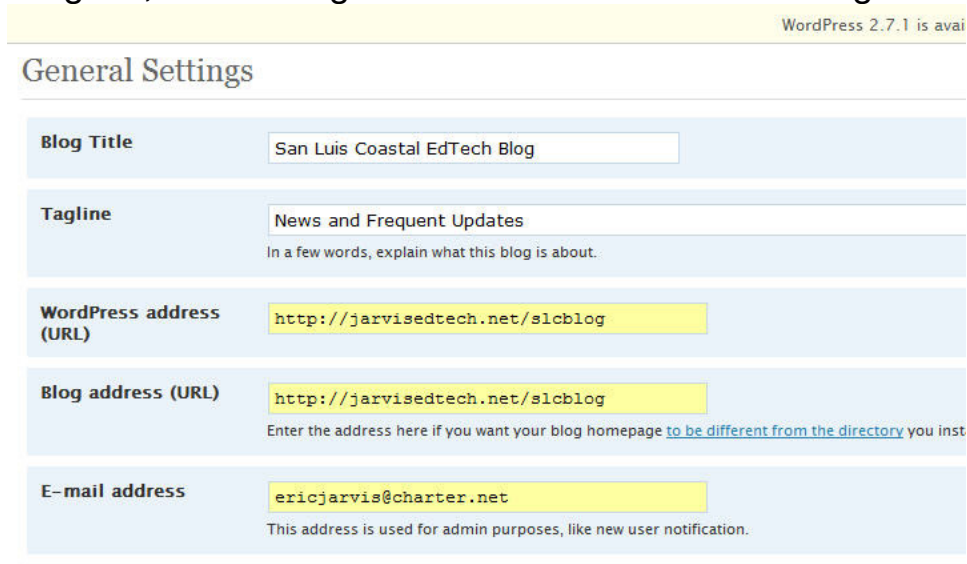 WordPress 2.7.1 is avai
General Settings
Blog Title
San Luis Coastal EdTech Blog
Tagline
News and Frequent Updates
In a few words, explain what this blog is about.
WordPress address
(URL)
http://jarvisedtech.net/slcblog
Blog address (URL)
http://jarvisedtech.net/slcblog
Enter the address here if you want your blog homepage to be different from the directory you inst
E-mail address
ericjarvis@charter.net
This address is used for admin purposes, like new user notification.